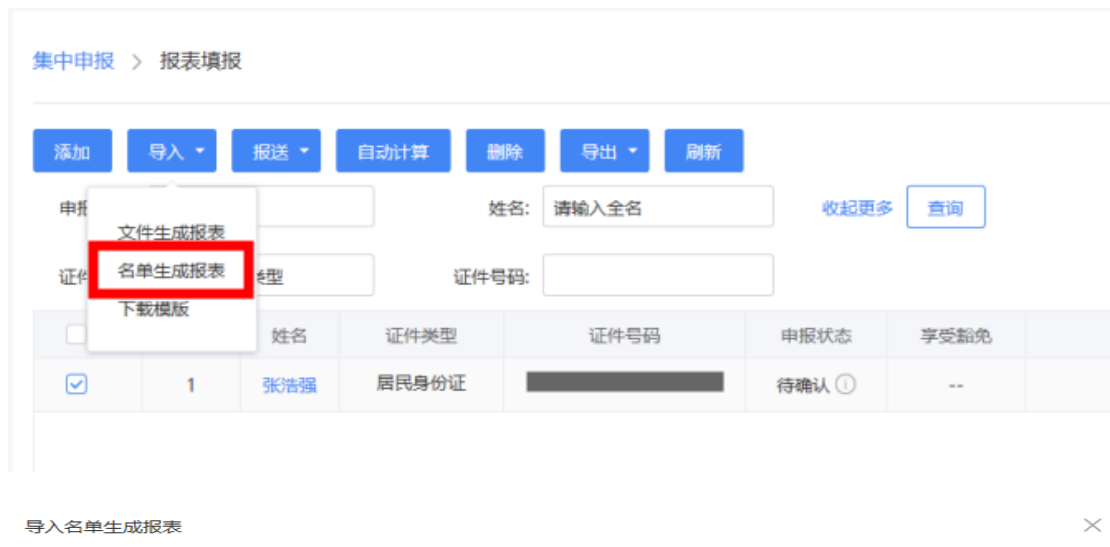 集中申报 > 报表填报
添加 导入 报送 自动计算 删除 导出 刷新
申报 姓名: 请输入全名 收起更多 查询
文件生成报表
证件 名单生成报表 类型 证件号码:
下载模版
姓名 证件类型 证件号码 申报状态 享受豁免
1 张浩强 居民身份证 待确认 --
导入名单生成报表